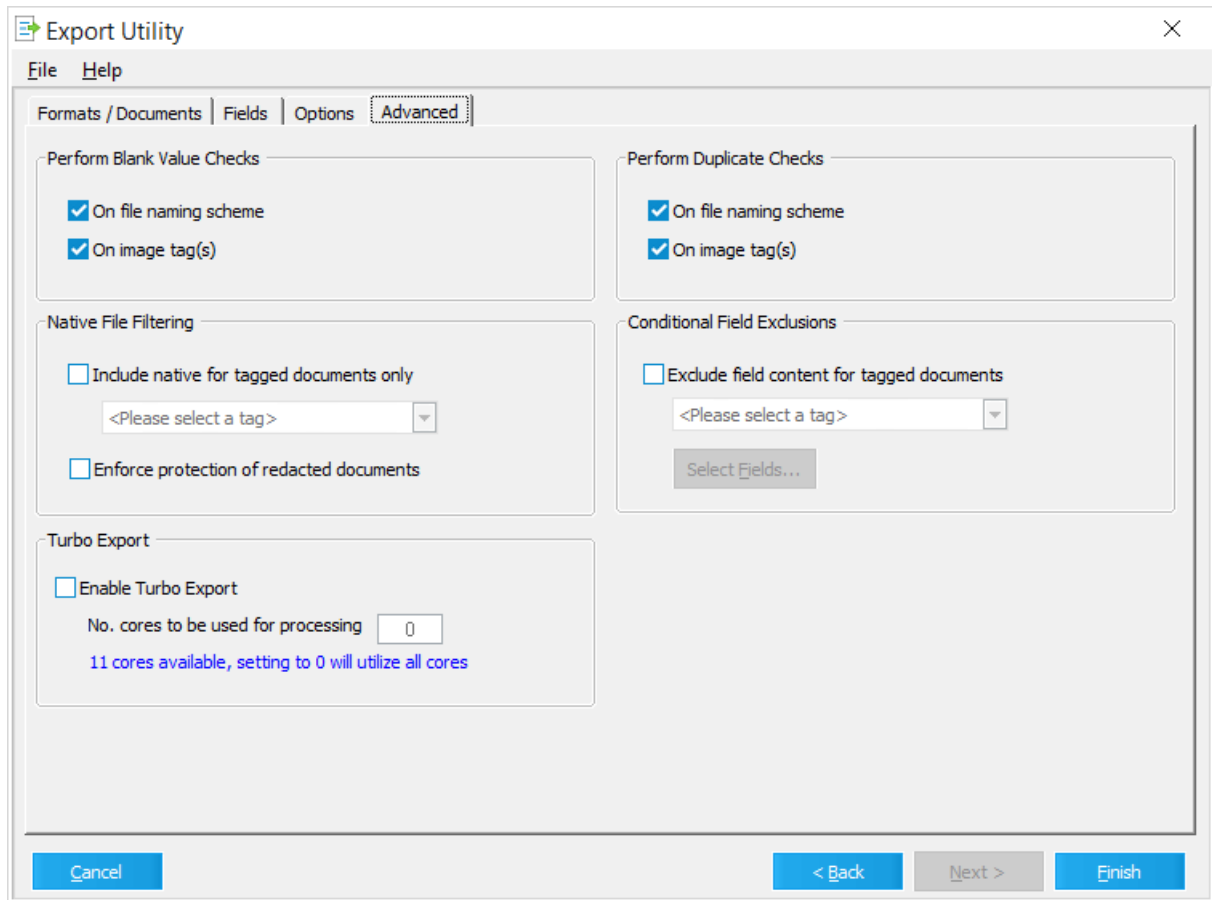 Export Utility
File Help
Formats / Documents Fields Options Advanced
Perform Blank Value Checks
On file naming scheme
On image tag(s)
Perform Duplicate Checks
On file naming scheme
On image tag(s)
Native File Filtering
Include native for tagged documents only
<Please select a tag>
Enforce protection of redacted documents
Conditional Field Exclusions
Exclude field content for tagged documents
<Please select a tag>
Select Fields...
Turbo Export
Enable Turbo Export
No. cores to be used for processing 0
11 cores available, setting to 0 will utilize all cores
Cancel < Back Next > Finish